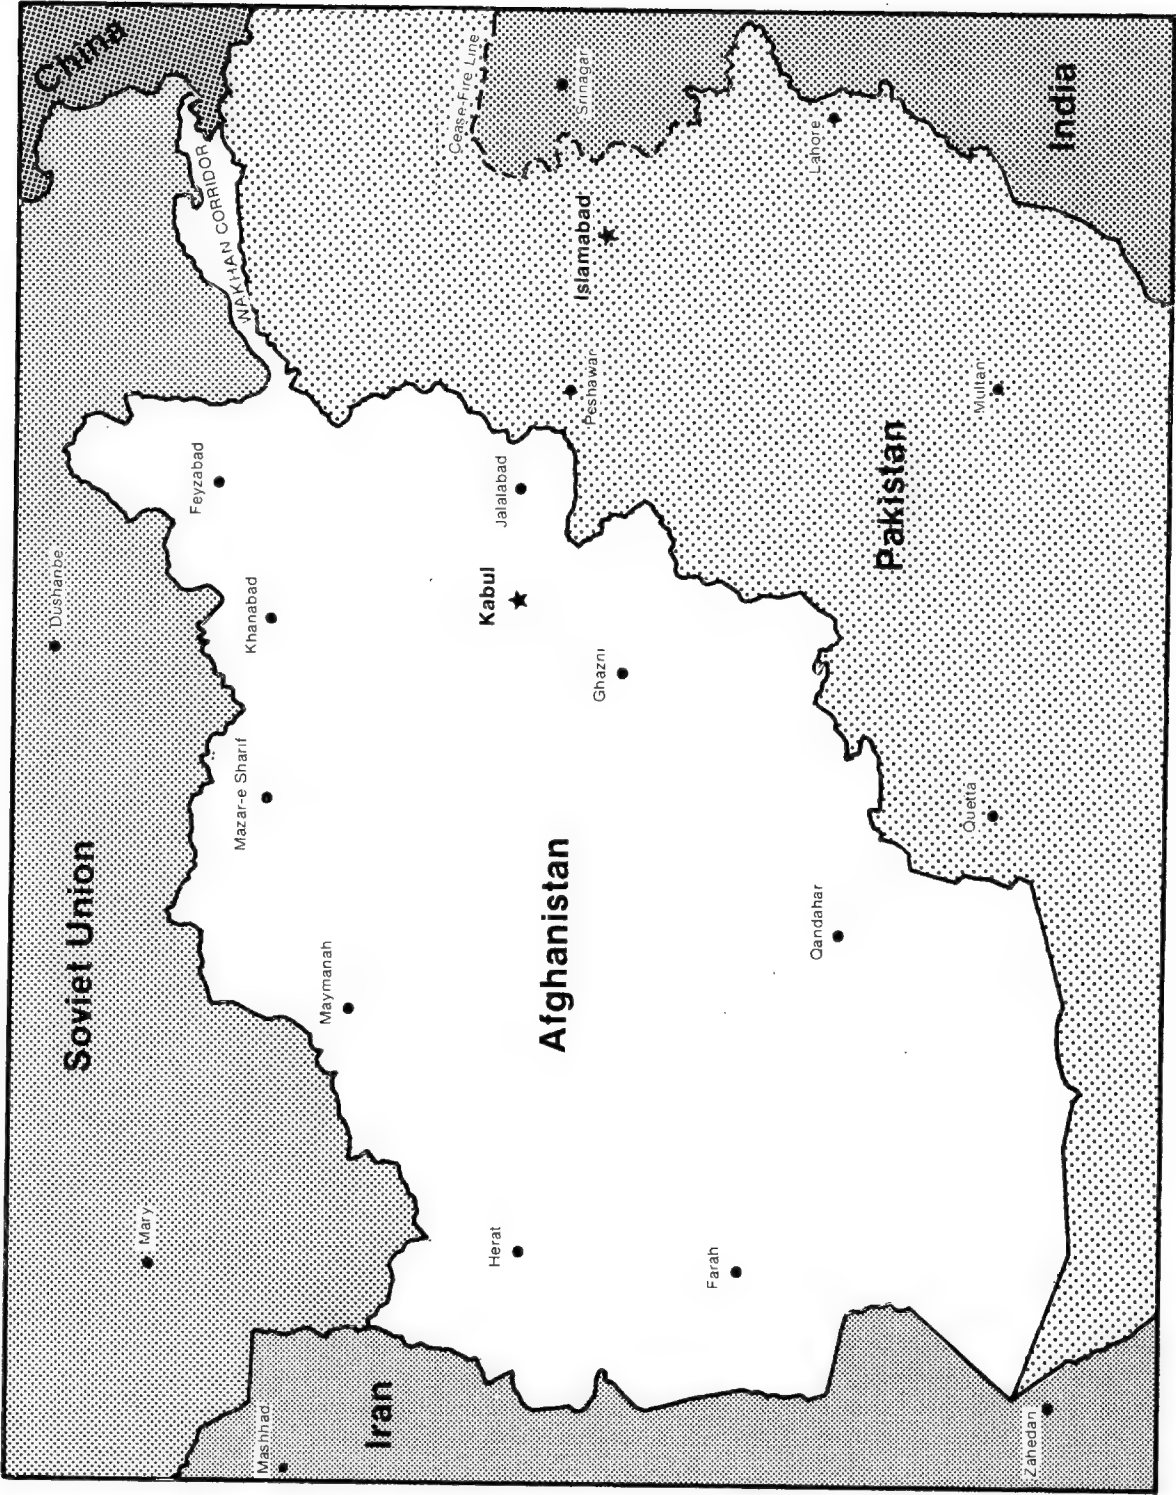 China
Soviet Union
Dushanbe
Mary
Mashhad
Iran
Zahedan
WAKHAN CORRIDOR
Feyzabad
Khanabad
Mazar-e Sharif
Maymanah
Herat
Farah
Afghanistan
Kabul
Jalalabad
Ghazni
Qandahar
Cease-Fire Line
Srinagar
Islamabad
Peshawar
Lahore
Pakistan
Multan
Quetta
India